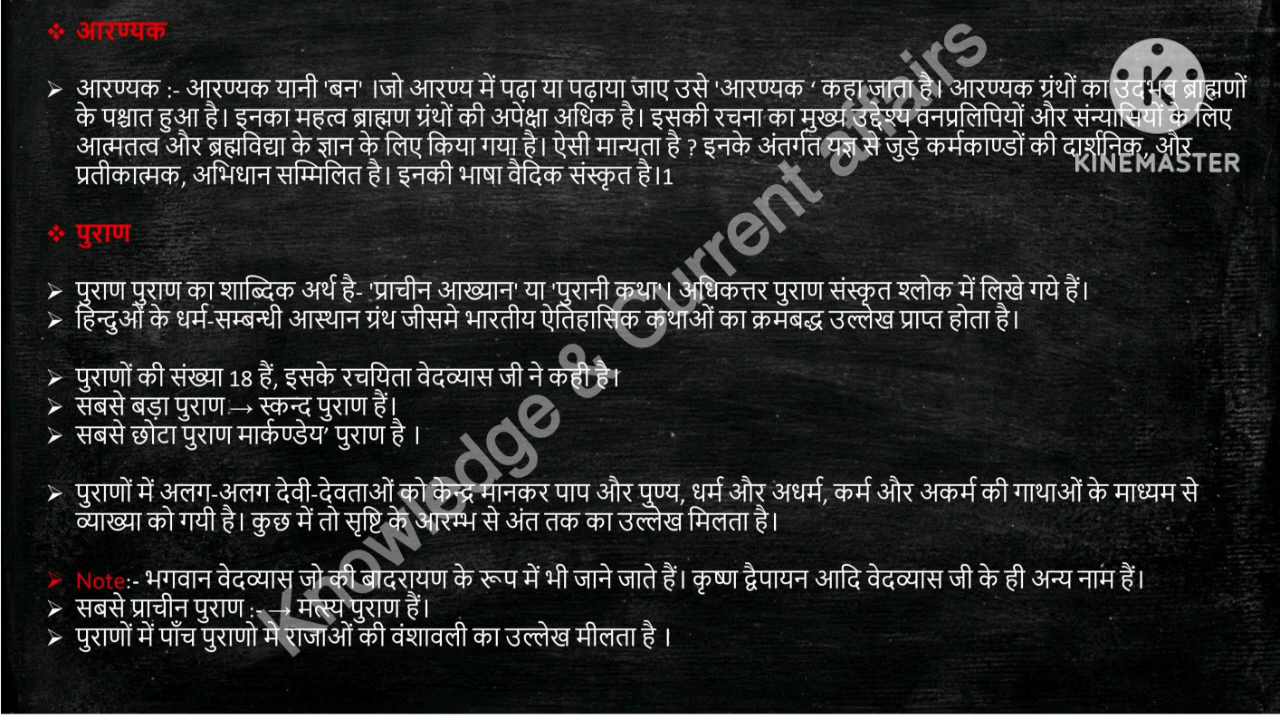 ❖ आरण्यक
➢ आरण्यक :- आरण्यक यानी 'बन' ।जो आरण्य में पढ़ा या पढ़ाया जाए उसे 'आरण्यक ‘ कहा जाता है। आरण्यक ग्रंथों का उदभव ब्राह्मणों
के पश्चात हुआ है। इनका महत्व ब्राह्मण ग्रंथों की अपेक्षा अधिक है। इसकी रचना का मुख्य उद्देश्य वनप्रलिपियों और संन्यासियों के लिए
आत्मतत्व और ब्रह्मविद्या के ज्ञान के लिए किया गया है। ऐसी मान्यता है ? इनके अंतर्गत यज्ञ से जुड़े कर्मकाण्डों की दार्शनिक, और
प्रतीकात्मक, अभिधान सम्मिलित है। इनकी भाषा वैदिक संस्कृत है।1
KINEMASTER
❖ पुराण
➢ पुराण पुराण का शाब्दिक अर्थ है- 'प्राचीन आख्यान' या 'पुरानी कथा'। अधिकत्तर पुराण संस्कृत श्लोक में लिखे गये हैं।
➢ हिन्दुओं के धर्म-सम्बन्धी आस्थान ग्रंथ जीसमे भारतीय ऐतिहासिक कथाओं का क्रमबद्ध उल्लेख प्राप्त होता है।
➢ पुराणों की संख्या 18 हैं, इसके रचयिता वेदव्यास जी ने कही है।
➢ सबसे बड़ा पुराण → स्कन्द पुराण हैं।
➢ सबसे छोटा पुराण मार्कण्डेय’ पुराण है ।
➢ पुराणों में अलग-अलग देवी-देवताओं को केन्द्र मानकर पाप और पुण्य, धर्म और अधर्म, कर्म और अकर्म की गाथाओं के माध्यम से
व्याख्या को गयी है। कुछ में तो सृष्टि के आरम्भ से अंत तक का उल्लेख मिलता है।
➢ Note:- भगवान वेदव्यास जो की बादरायण के रूप में भी जाने जाते हैं। कृष्ण द्वैपायन आदि वेदव्यास जी के ही अन्य नाम हैं।
➢ सबसे प्राचीन पुराण :- → मत्स्य पुराण हैं।
➢ पुराणों में पाँच पुराणो मे राजाओं की वंशावली का उल्लेख मीलता है ।
Knowledge & Current affairs